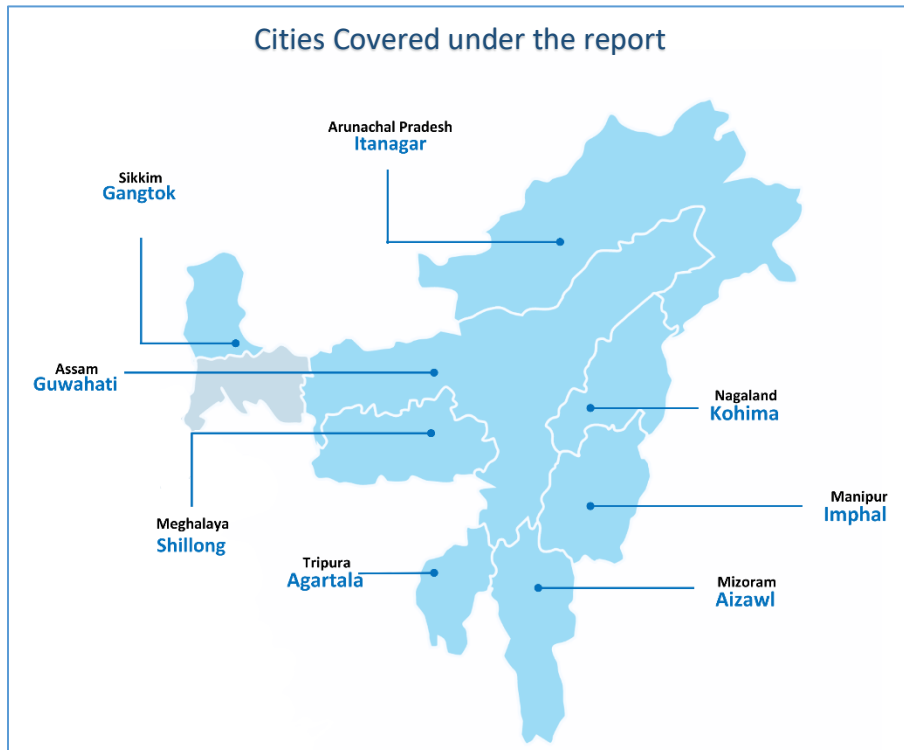 Cities Covered under the report
Arunachal Pradesh
Itanagar
Sikkim
Gangtok
Assam
Guwahati
Nagaland
Kohima
Manipur
Imphal
Meghalaya
Shillong
Tripura
Agartala
Mizoram
Aizawl